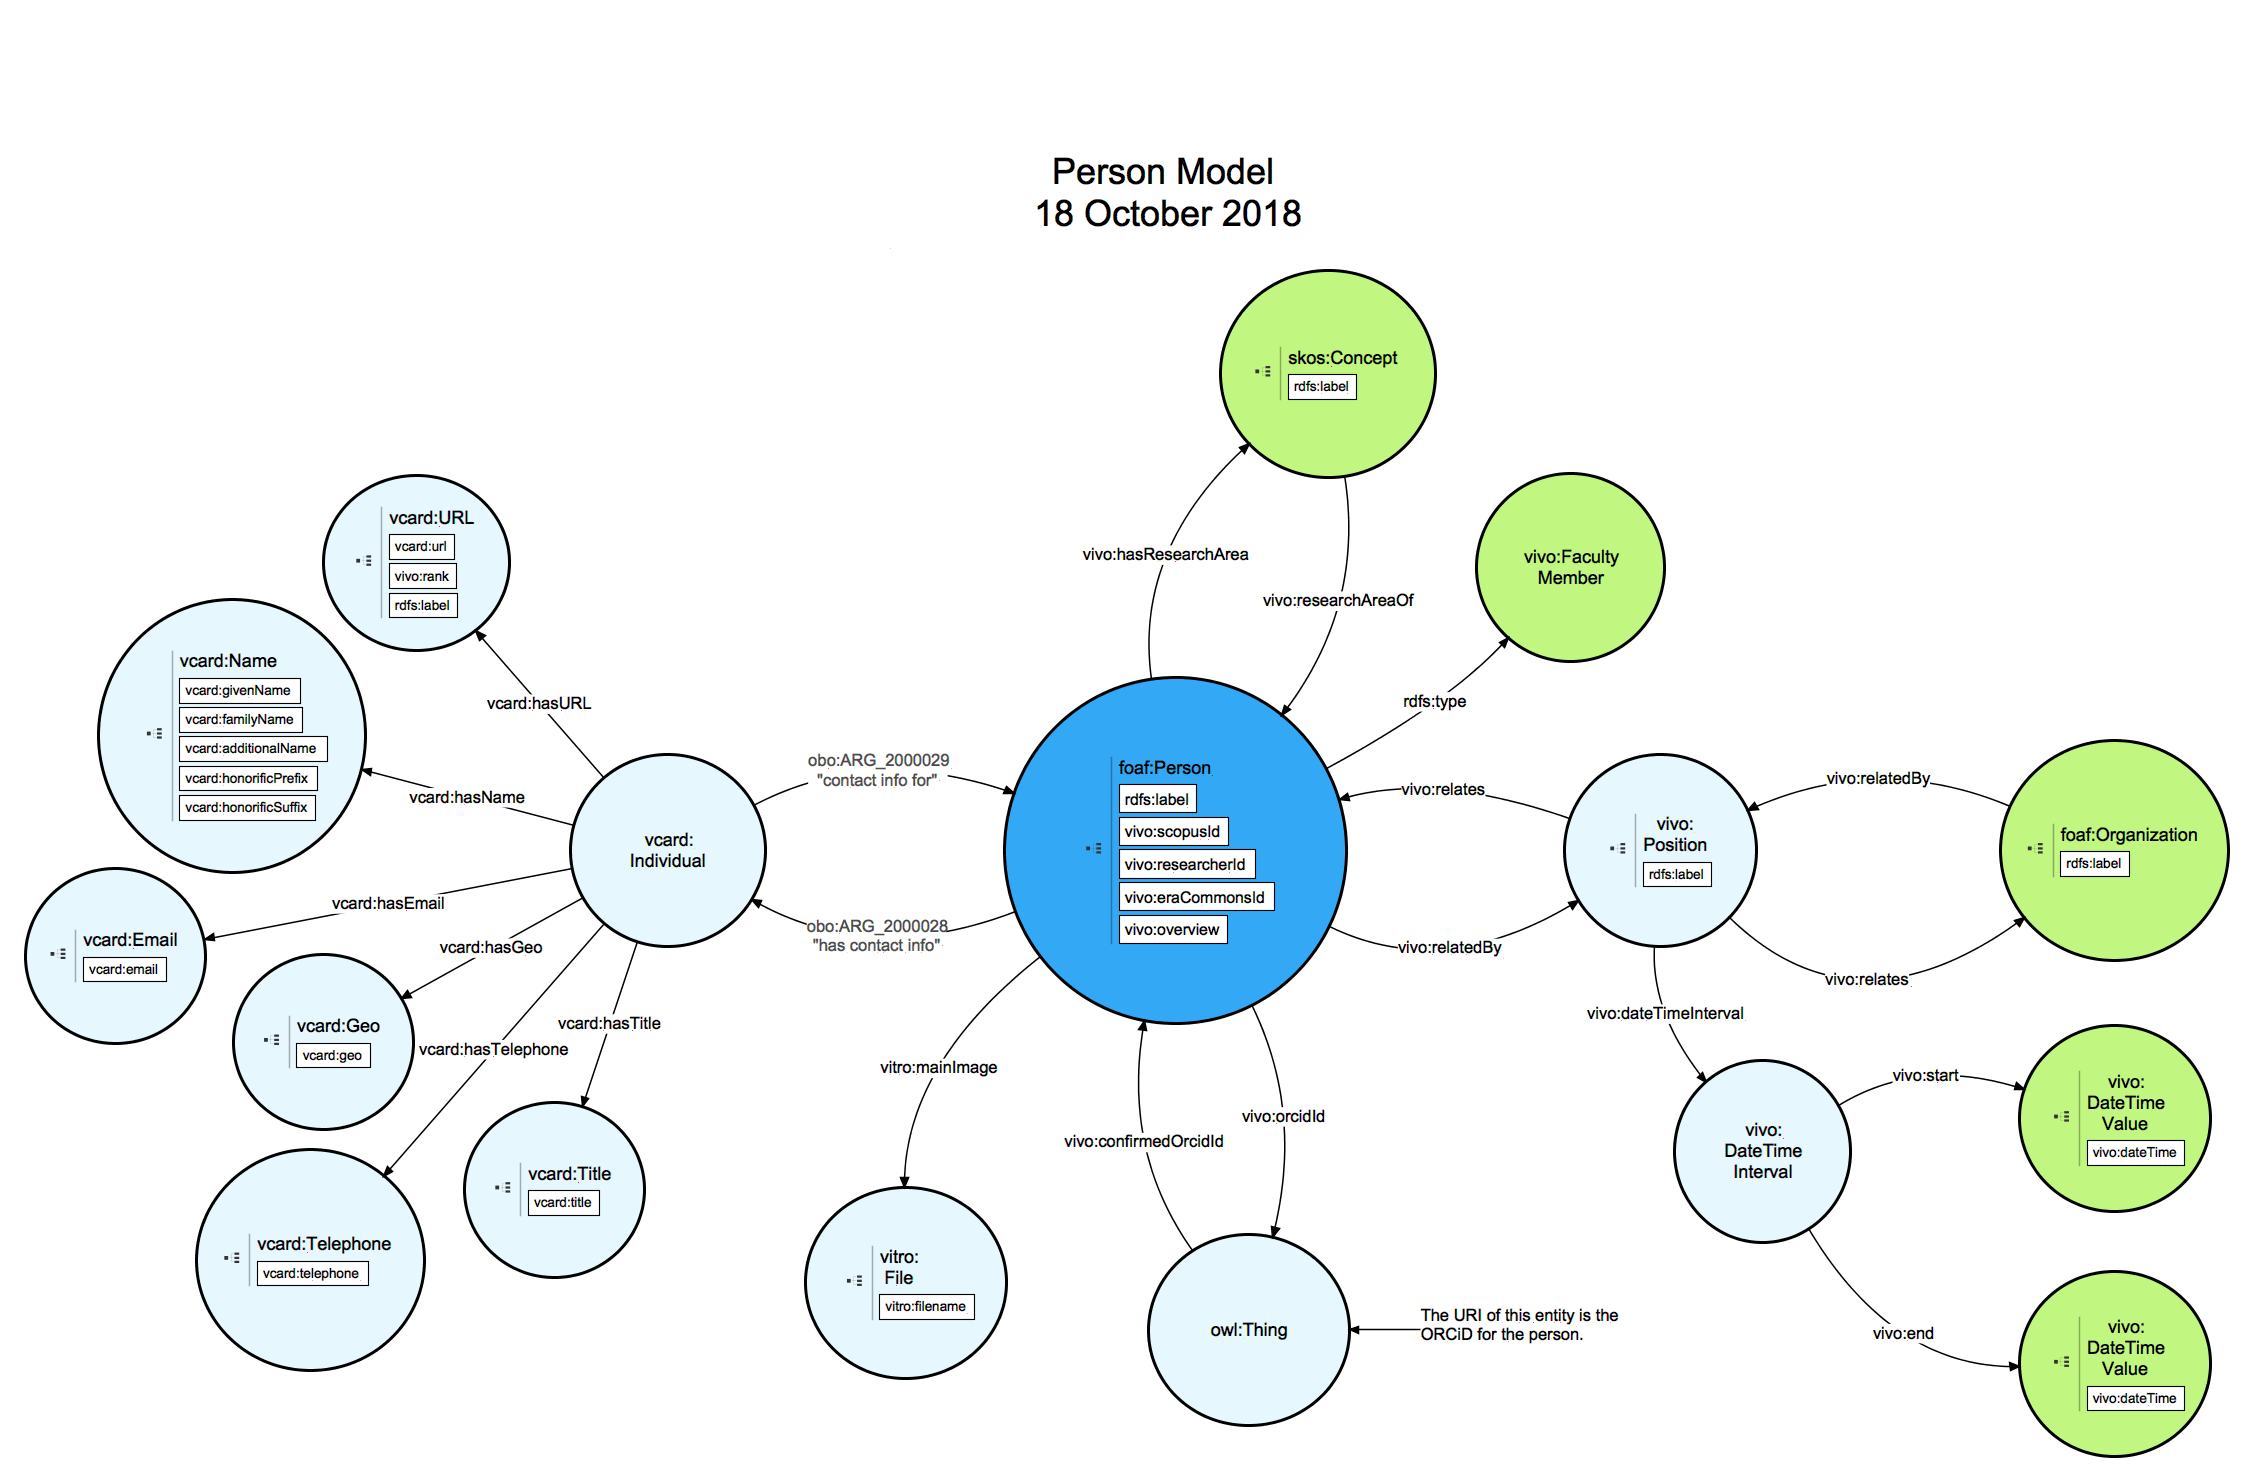 Person Model
18 October 2018
skos:Concept
rdfs:label
vivo:hasResearchArea
vivo:researchAreaOf
vivo:Faculty
Member
rdfs:type
vcard:URL
vcard:url
vivo:rank
rdfs:label
vcard:hasURL
vcard:Name
vcard:givenName
vcard:familyName
vcard:additionalName
vcard:honorificPrefix
vcard:honorificSuffix
vcard:hasName
vcard:
Individual
obo:ARG_2000029
"contact info for"
obo:ARG_2000028
"has contact info"
foaf:Person
rdfs:label
vivo:scopusId
vivo:researcherId
vivo:eraCommonsId
vivo:overview
vivo:relates
vivo:relatedBy
vivo:
Position
rdfs:label
vivo:relatedBy
vivo:relates
foaf:Organization
rdfs:label
vcard:hasEmail
vcard:Email
vcard:email
vcard:hasGeo
vcard:Geo
vcard:geo
vcard:hasTelephone
vcard:Telephone
vcard:telephone
vcard:hasTitle
vcard:Title
vcard:title
vitro:mainImage
vitro:
File
vitro:filename
vivo:confirmedOrcidId
vivo:orcidId
owl:Thing
The URI of this entity is the
ORCiD for the person.
vivo:dateTimeInterval
vivo:
DateTime
Interval
vivo:start
vivo:
DateTime
Value
vivo:dateTime
vivo:end
vivo:
DateTime
Value
vivo:dateTime